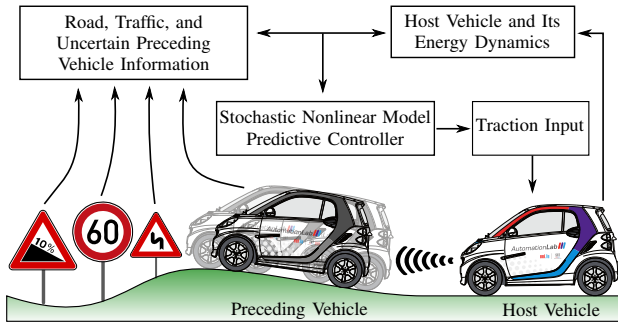 Road, Traffic, and
Uncertain Preceding
Vehicle Information
Host Vehicle and Its
Energy Dynamics
Stochastic Nonlinear Model
Predictive Controller
Traction Input
10%
60
AutomationLab
AutomationLab
Preceding Vehicle
Host Vehicle